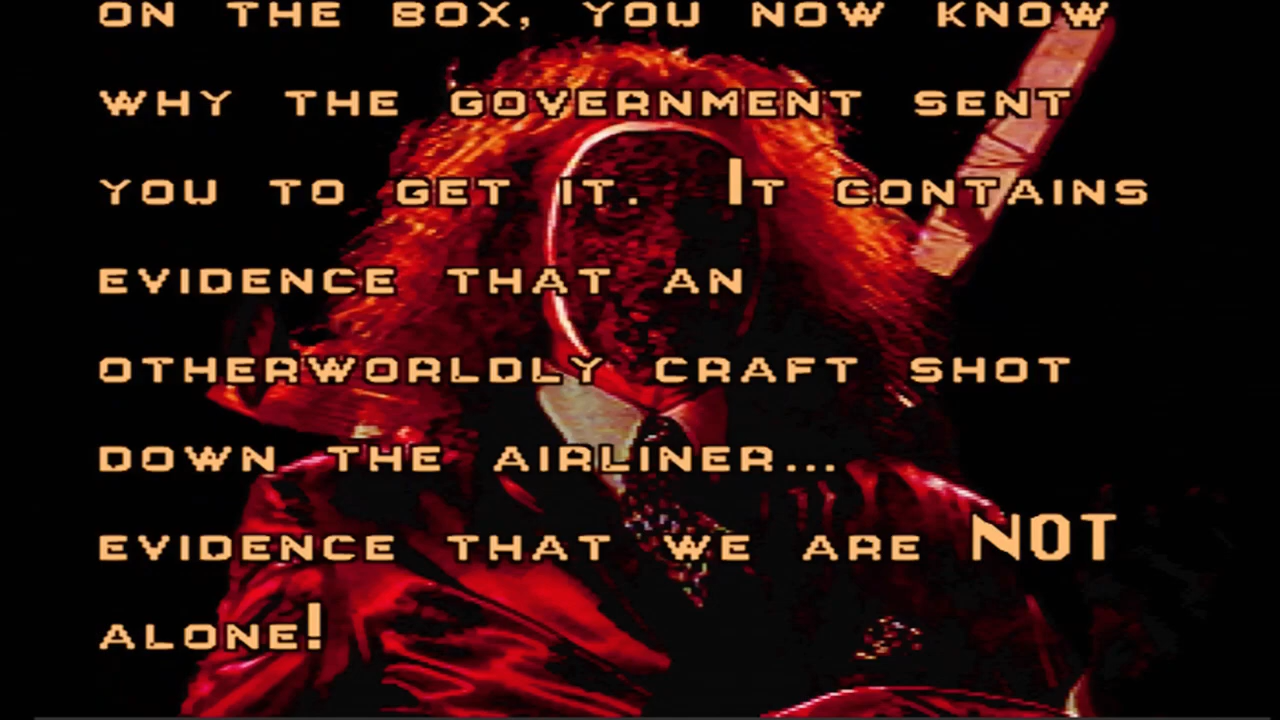 ON THE BOX, YOU NOW KNOW
WHY THE GOVERNMENT SENT
YOU TO GET IT. IT CONTAINS
EVIDENCE THAT AN
OTHERWORLDLY CRAFT SHOT
DOWN THE AIRLINER...
EVIDENCE THAT WE ARE NOT
ALONE!